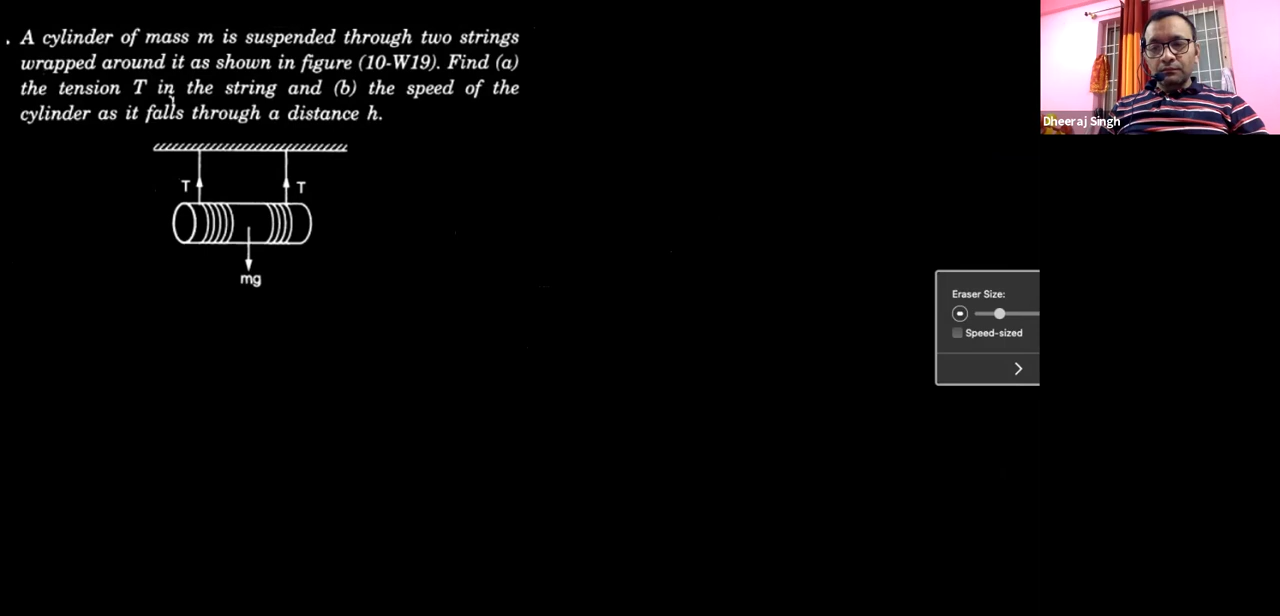 . A cylinder of mass m is suspended through two strings
wrapped around it as shown in figure (10-W19). Find (a)
the tension T in the string and (b) the speed of the
cylinder as it falls through a distance h.
T
T
mg
Dheeraj Singh
Eraser Size:
Speed-sized